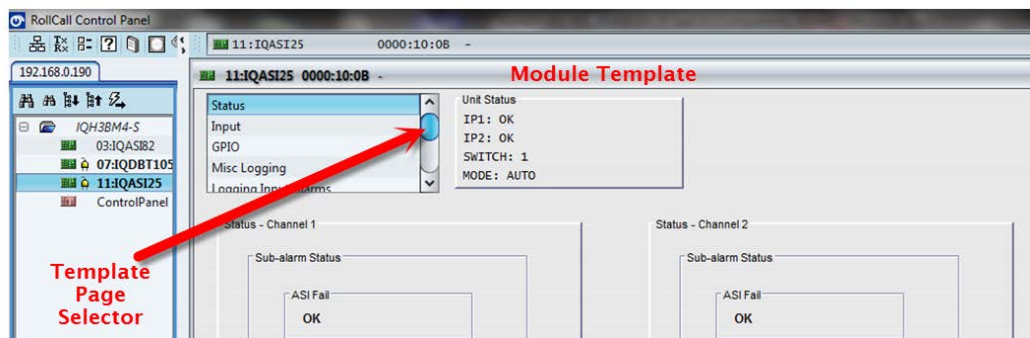 RollCall Control Panel
11:IQASI25 0000:10:0B -
192.168.0.190
11:IQASI25 0000:10:0B -
Module Template
IQH3BM4-S
03:IQASI82
07:IQDBT105
11:IQASI25
ControlPanel
Status
Input
GPIO
Misc Logging
Logging Input Alarms
Unit Status
IP1: OK
IP2: OK
SWITCH: 1
MODE: AUTO
Template
Page
Selector
Status - Channel 1
Sub-alarm Status
ASI Fail
OK
Status - Channel 2
Sub-alarm Status
ASI Fail
OK